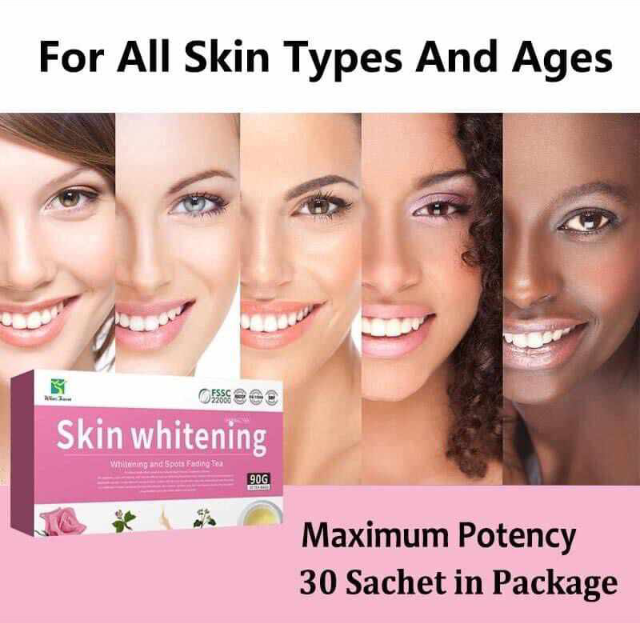 For All Skin Types And Ages
FSSC
22000
Skin whitening
Whitening and Spots Fading Tea
90G
Maximum Potency
30 Sachet in Package